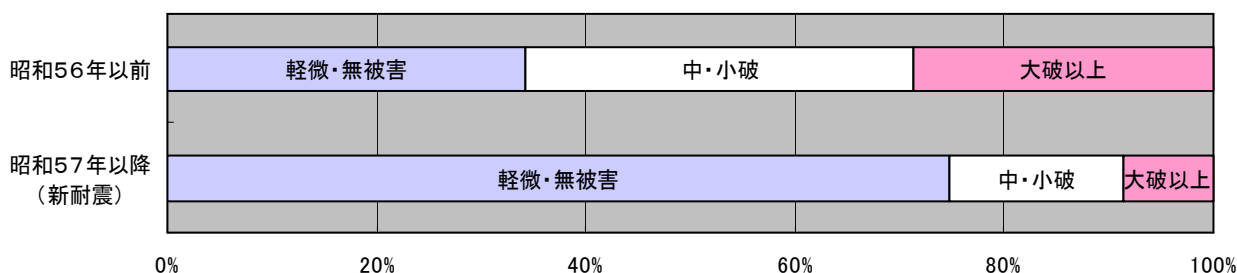 昭和56年以前
軽微・無被害
中・小破
大破以上
昭和57年以降
（新耐震）
軽微・無被害
中・小破
大破以上
0%
20%
40%
60%
80%
100%